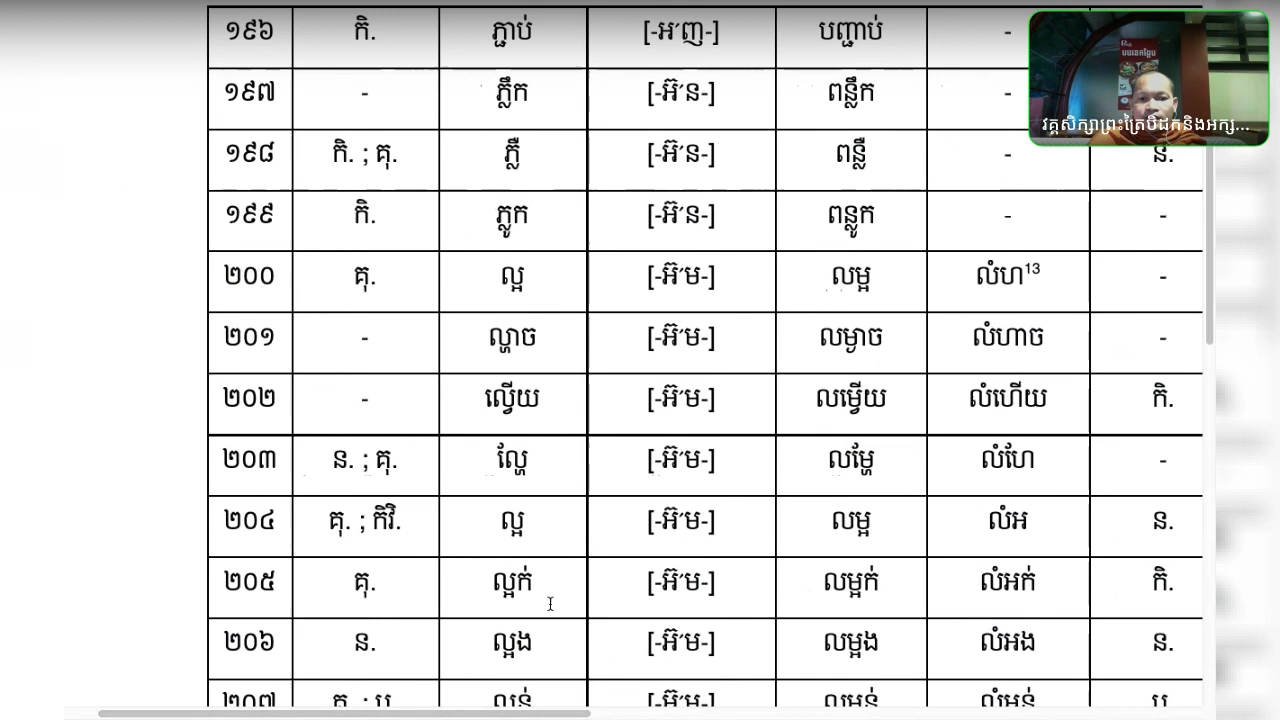 ១៩៦ កិ. ភ្ជាប់ [-អ៎ញ-] បញ្ជាប់ -
១៩៧ - ភ្លឹក [-អ៊៎ន-] ពន្លឹក -
១៩៨ កិ. ; គុ. ភ្លឺ [-អ៊៎ន-] ពន្លឺ - ន.
១៩៩ កិ. ភ្លូក [-អ៊៎ន-] ពន្លូក - -
២០០ គុ. ល្អ [-អ៊៎ម-] លម្អ លំហ13 -
២០១ - ល្ហាច [-អ៊៎ម-] លម្ងាច លំហាច -
២០២ - ល្ហើយ [-អ៊៎ម-] លម្ហើយ លំហើយ កិ.
២០៣ ន. ; គុ. ល្ហែ [-អ៊៎ម-] លម្ហែ លំហែ -
២០៤ គុ. ; កិវិ. ល្អ [-អ៊៎ម-] លម្អ លំអ ន.
២០៥ គុ. ល្អក់ [-អ៊៎ម-] លម្អក់ លំអក់ កិ.
២០៦ ន. ល្អង [-អ៊៎ម-] លម្អង លំអង ន.
២០៧ [-អ៊៎ម-]
វគ្គសិក្សាព្រះត្រៃបិដកនិងអក្ស...